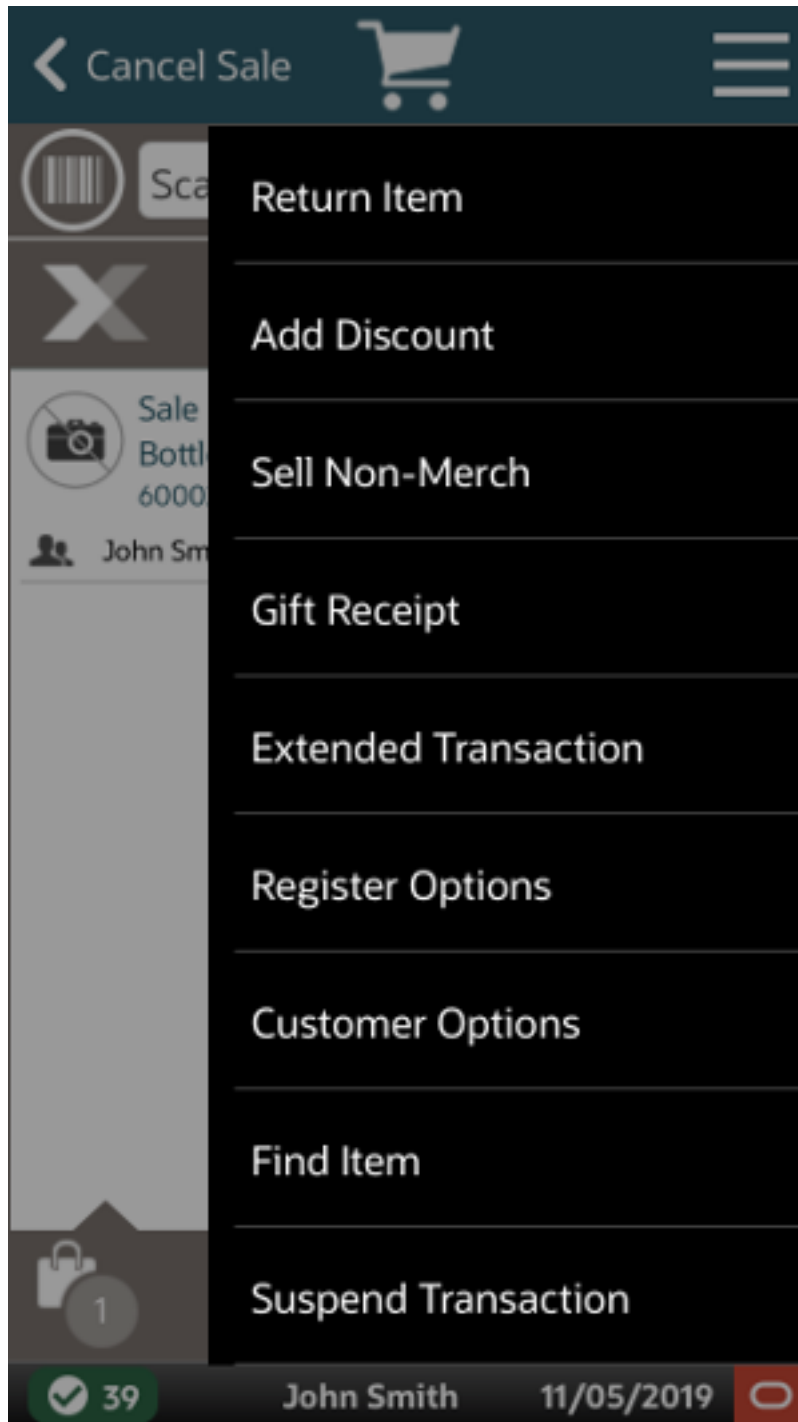 Cancel Sale
Sca
Return Item
Add Discount
Sale
Bottl
6000
Sell Non-Merch
John Sm
Gift Receipt
Extended Transaction
Register Options
Customer Options
Find Item
Suspend Transaction
1
39 John Smith 11/05/2019